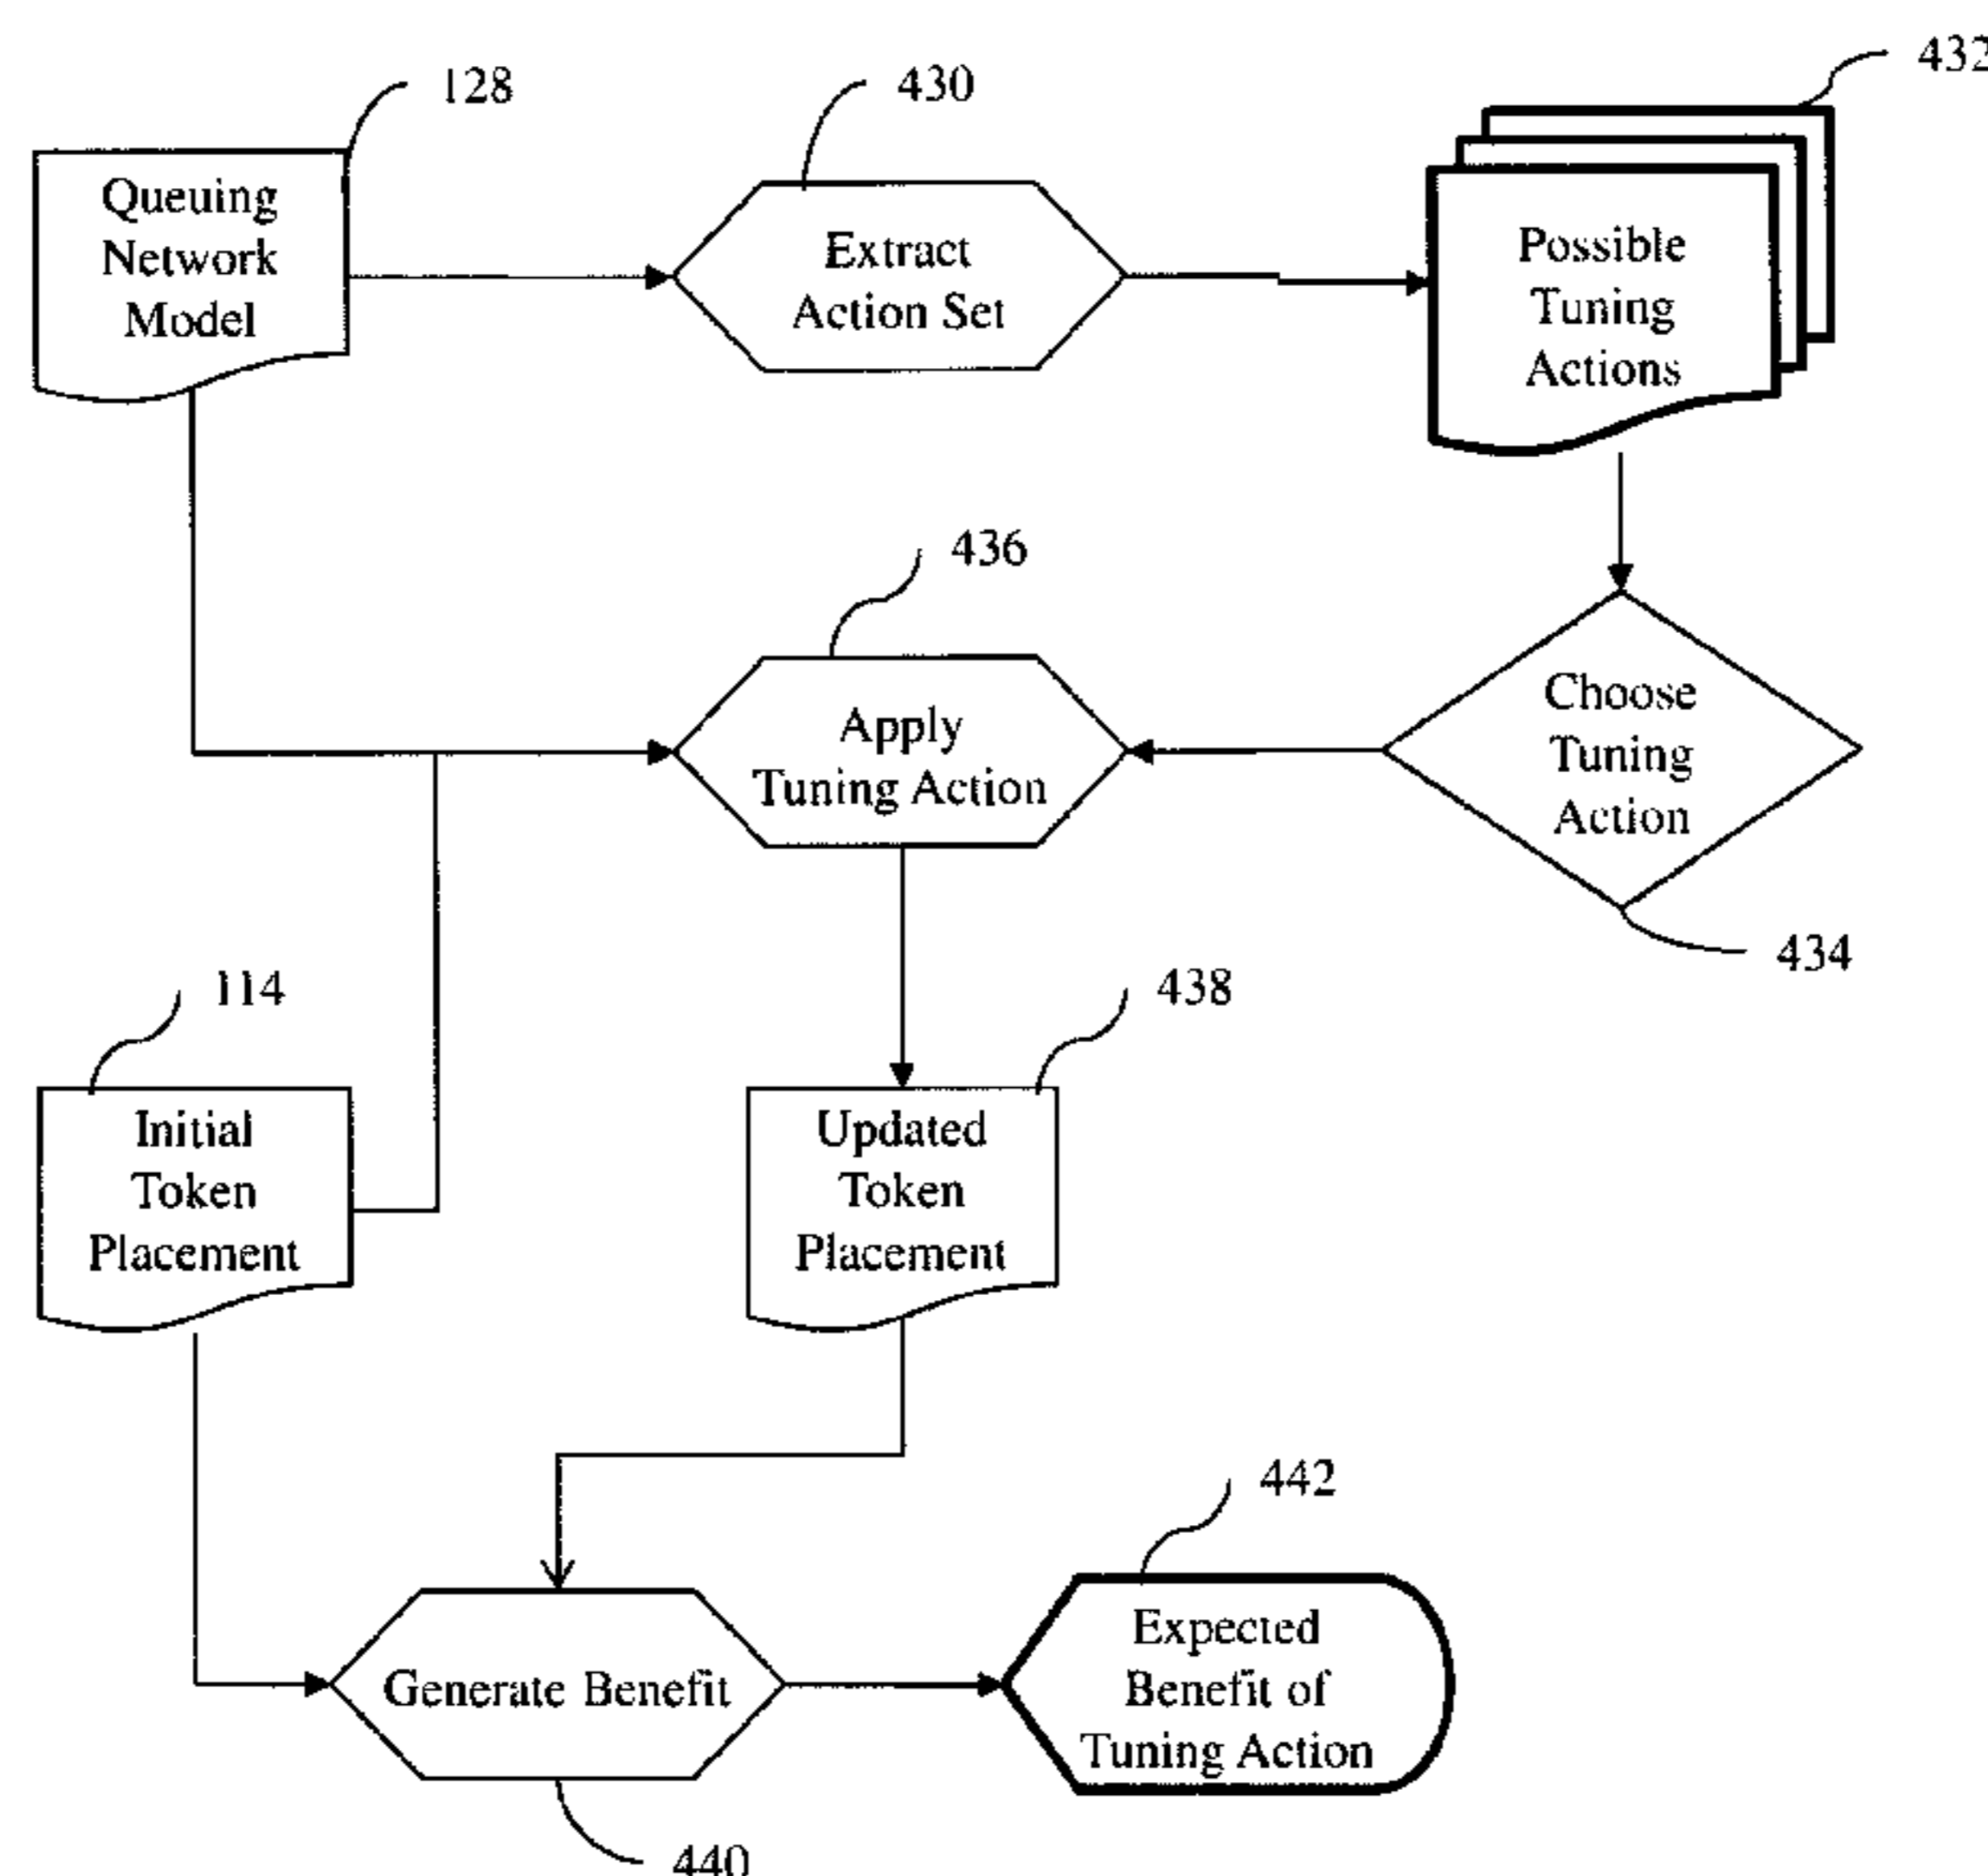 128
430
432
Queuing
Network
Model
Extract
Action Set
Possible
Tuning
Actions
436
Apply
Tuning Action
Choose
Tuning
Action
434
114
438
Initial
Token
Placement
Updated
Token
Placement
442
Generate Benefit
Expected
Benefit of
Tuning Action
440